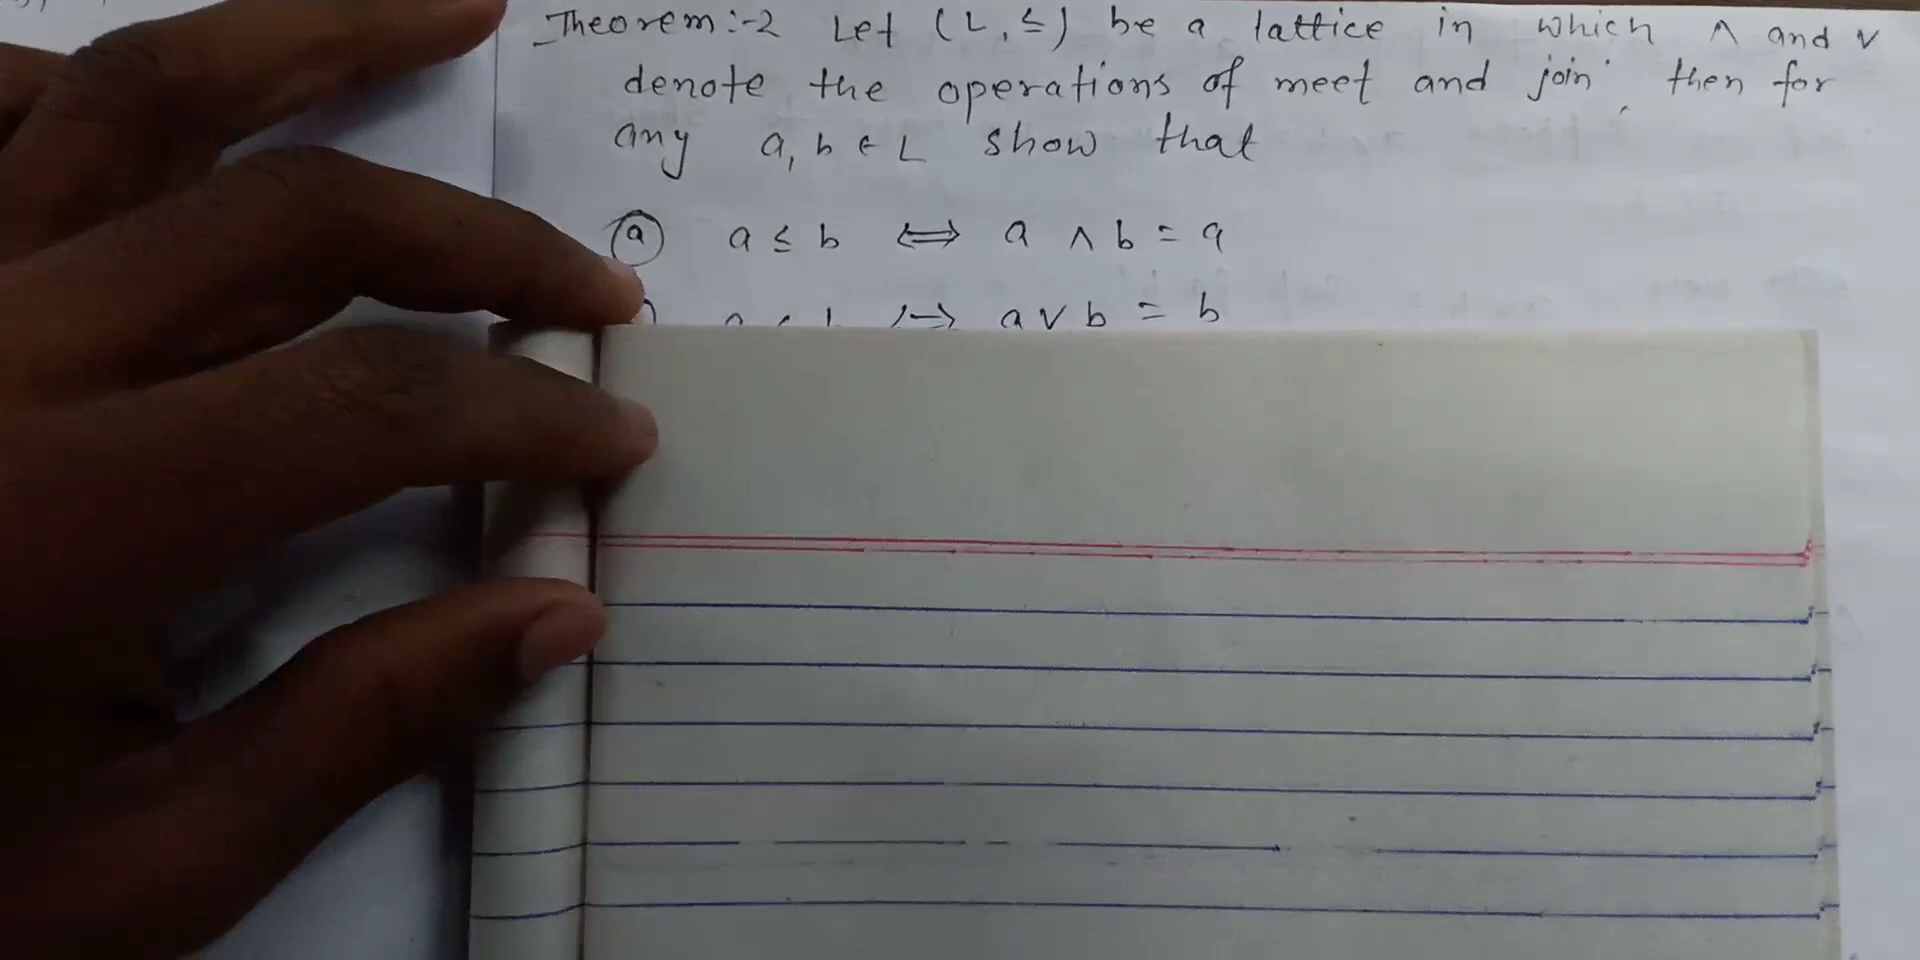 Theorem:-2 Let (L, ≤) be a lattice in which ∧ and ∨
denote the operations of meet and join, then for
any a, b ∈ L show that
(a) a ≤ b ⟺ a ∧ b = a
a ∨ b = b